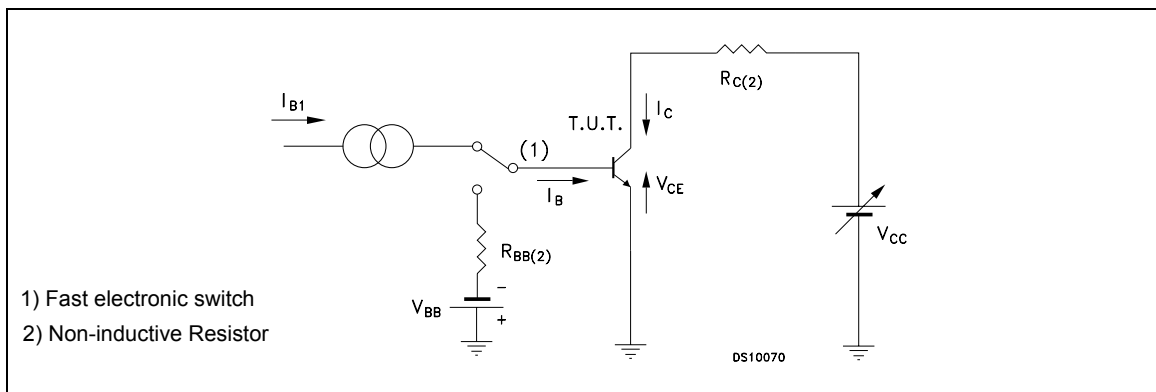 I_B1
(1)
I_B
T.U.T.
I_C
V_CE
R_C(2)
V_CC
R_BB(2)
V_BB
-
+
1) Fast electronic switch
2) Non-inductive Resistor
DS10070